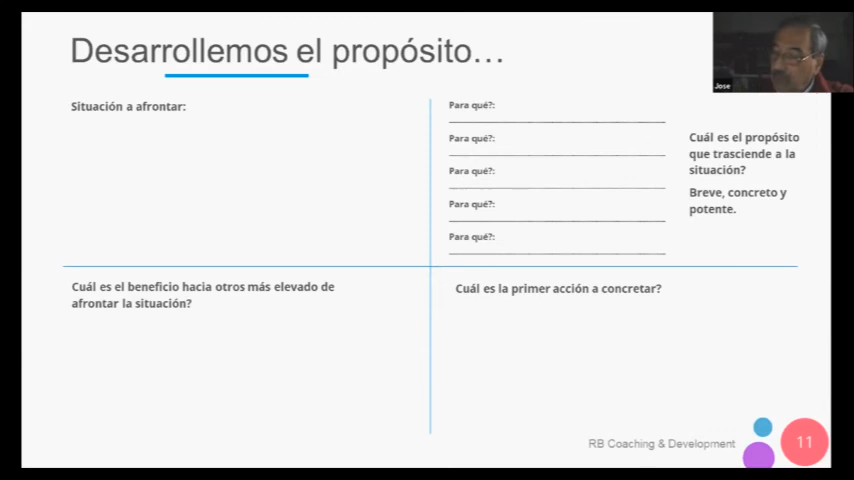 Desarrollemos el propósito…
Jose
Situación a afrontar:
Para qué?:
Para qué?:
Para qué?:
Para qué?:
Para qué?:
Cuál es el propósito
que trasciende a la
situación?
Breve, concreto y
potente.
Cuál es el beneficio hacia otros más elevado de
afrontar la situación?
Cuál es la primer acción a concretar?
RB Coaching & Development
11